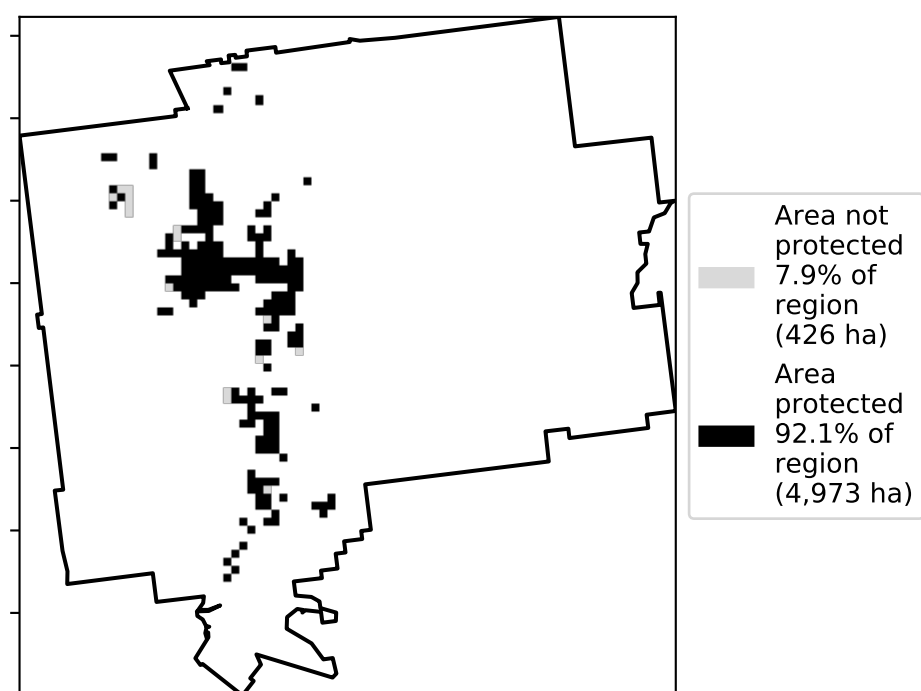 Area not
protected
7.9% of
region
(426 ha)
Area
protected
92.1% of
region
(4,973 ha)